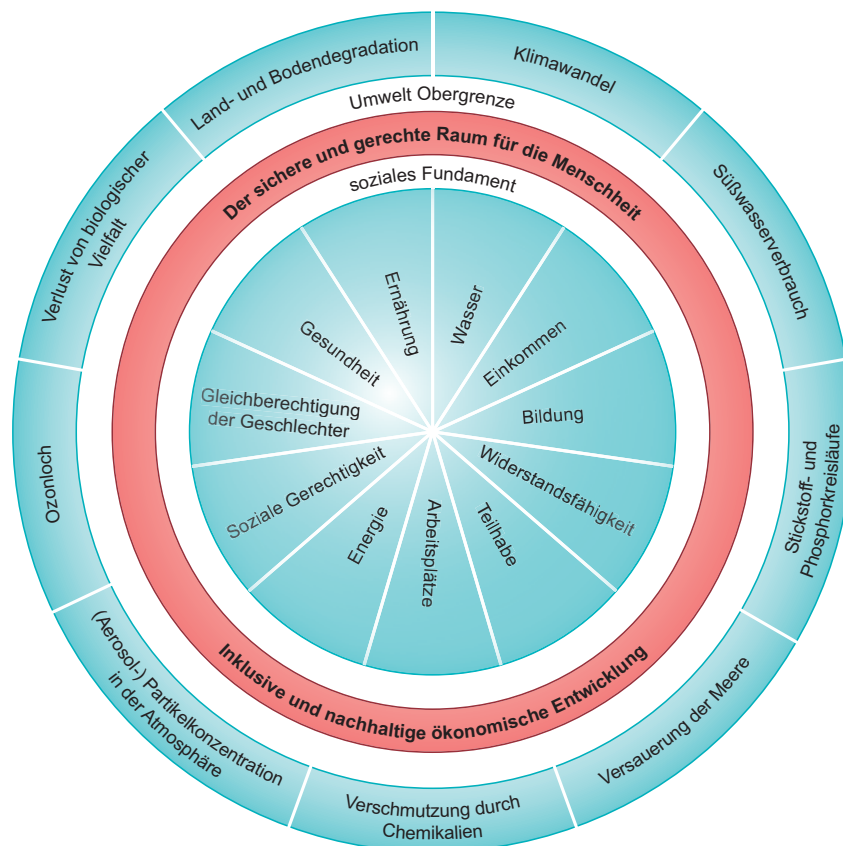 Klimawandel
Süßwasserverbrauch
Stickstoff- und
Phosphorkreisläufe
Versauerung der Meere
Verschmutzung durch
Chemikalien
(Aerosol-) Partikelkonzentration
in der Atmosphäre
Ozonloch
Verlust von biologischer
Vielfalt
Land- und Bodendegradation
Umwelt Obergrenze
Der sichere und gerechte Raum für die Menschheit
soziales Fundament
Wasser
Einkommen
Bildung
Widerstandsfähigkeit
Teilhabe
Arbeitsplätze
Energie
Soziale Gerechtigkeit
Gleichberechtigung
der Geschlechter
Gesundheit
Ernährung
Inklusive und nachhaltige ökonomische Entwicklung